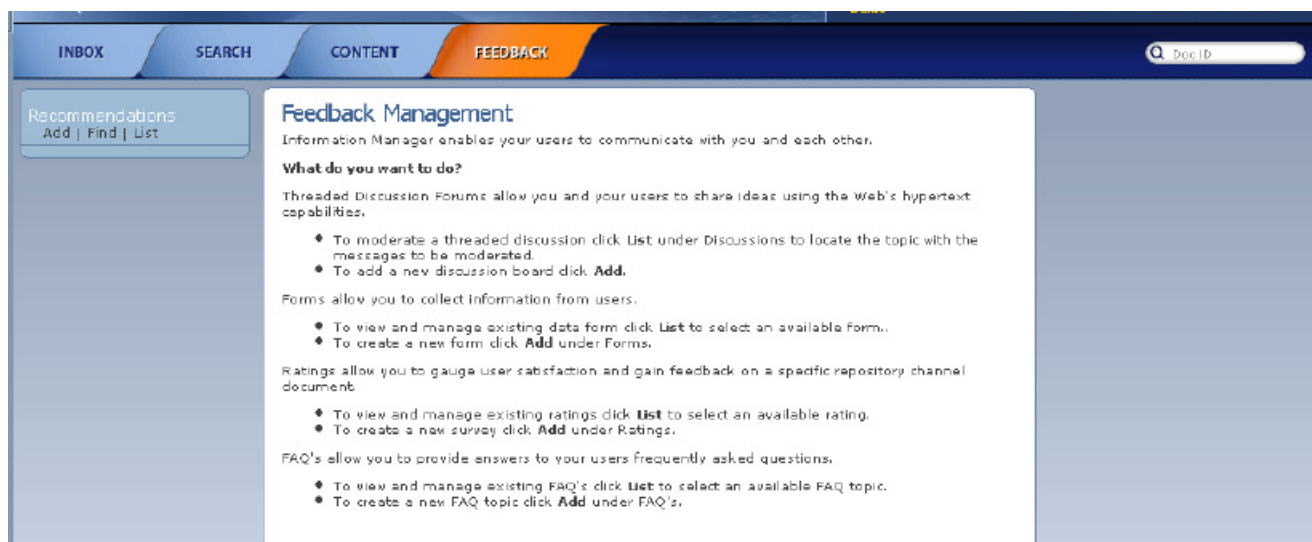 INBOX SEARCH CONTENT FEEDBACK Doc ID
Recommendations
Add | Find | List
Feedback Management
Information Manager enables your users to communicate with you and each other.
What do you want to do?
Threaded Discussion Forums allow you and your users to share ideas using the Web's hypertext
capabilities.
To moderate a threaded discussion click List under Discussions to locate the topic with the
messages to be moderated.
To add a new discussion board click Add.
Forms allow you to collect information from users.
To view and manage existing data form click List to select an available form..
To create a new form click Add under Forms.
Ratings allow you to gauge user satisfaction and gain feedback on a specific repository channel
document.
To view and manage existing ratings click List to select an available rating.
To create a new survey click Add under Ratings.
FAQ's allow you to provide answers to your users frequently asked questions.
To view and manage existing FAQ's click List to select an available FAQ topic.
To create a new FAQ topic click Add under FAQ's.